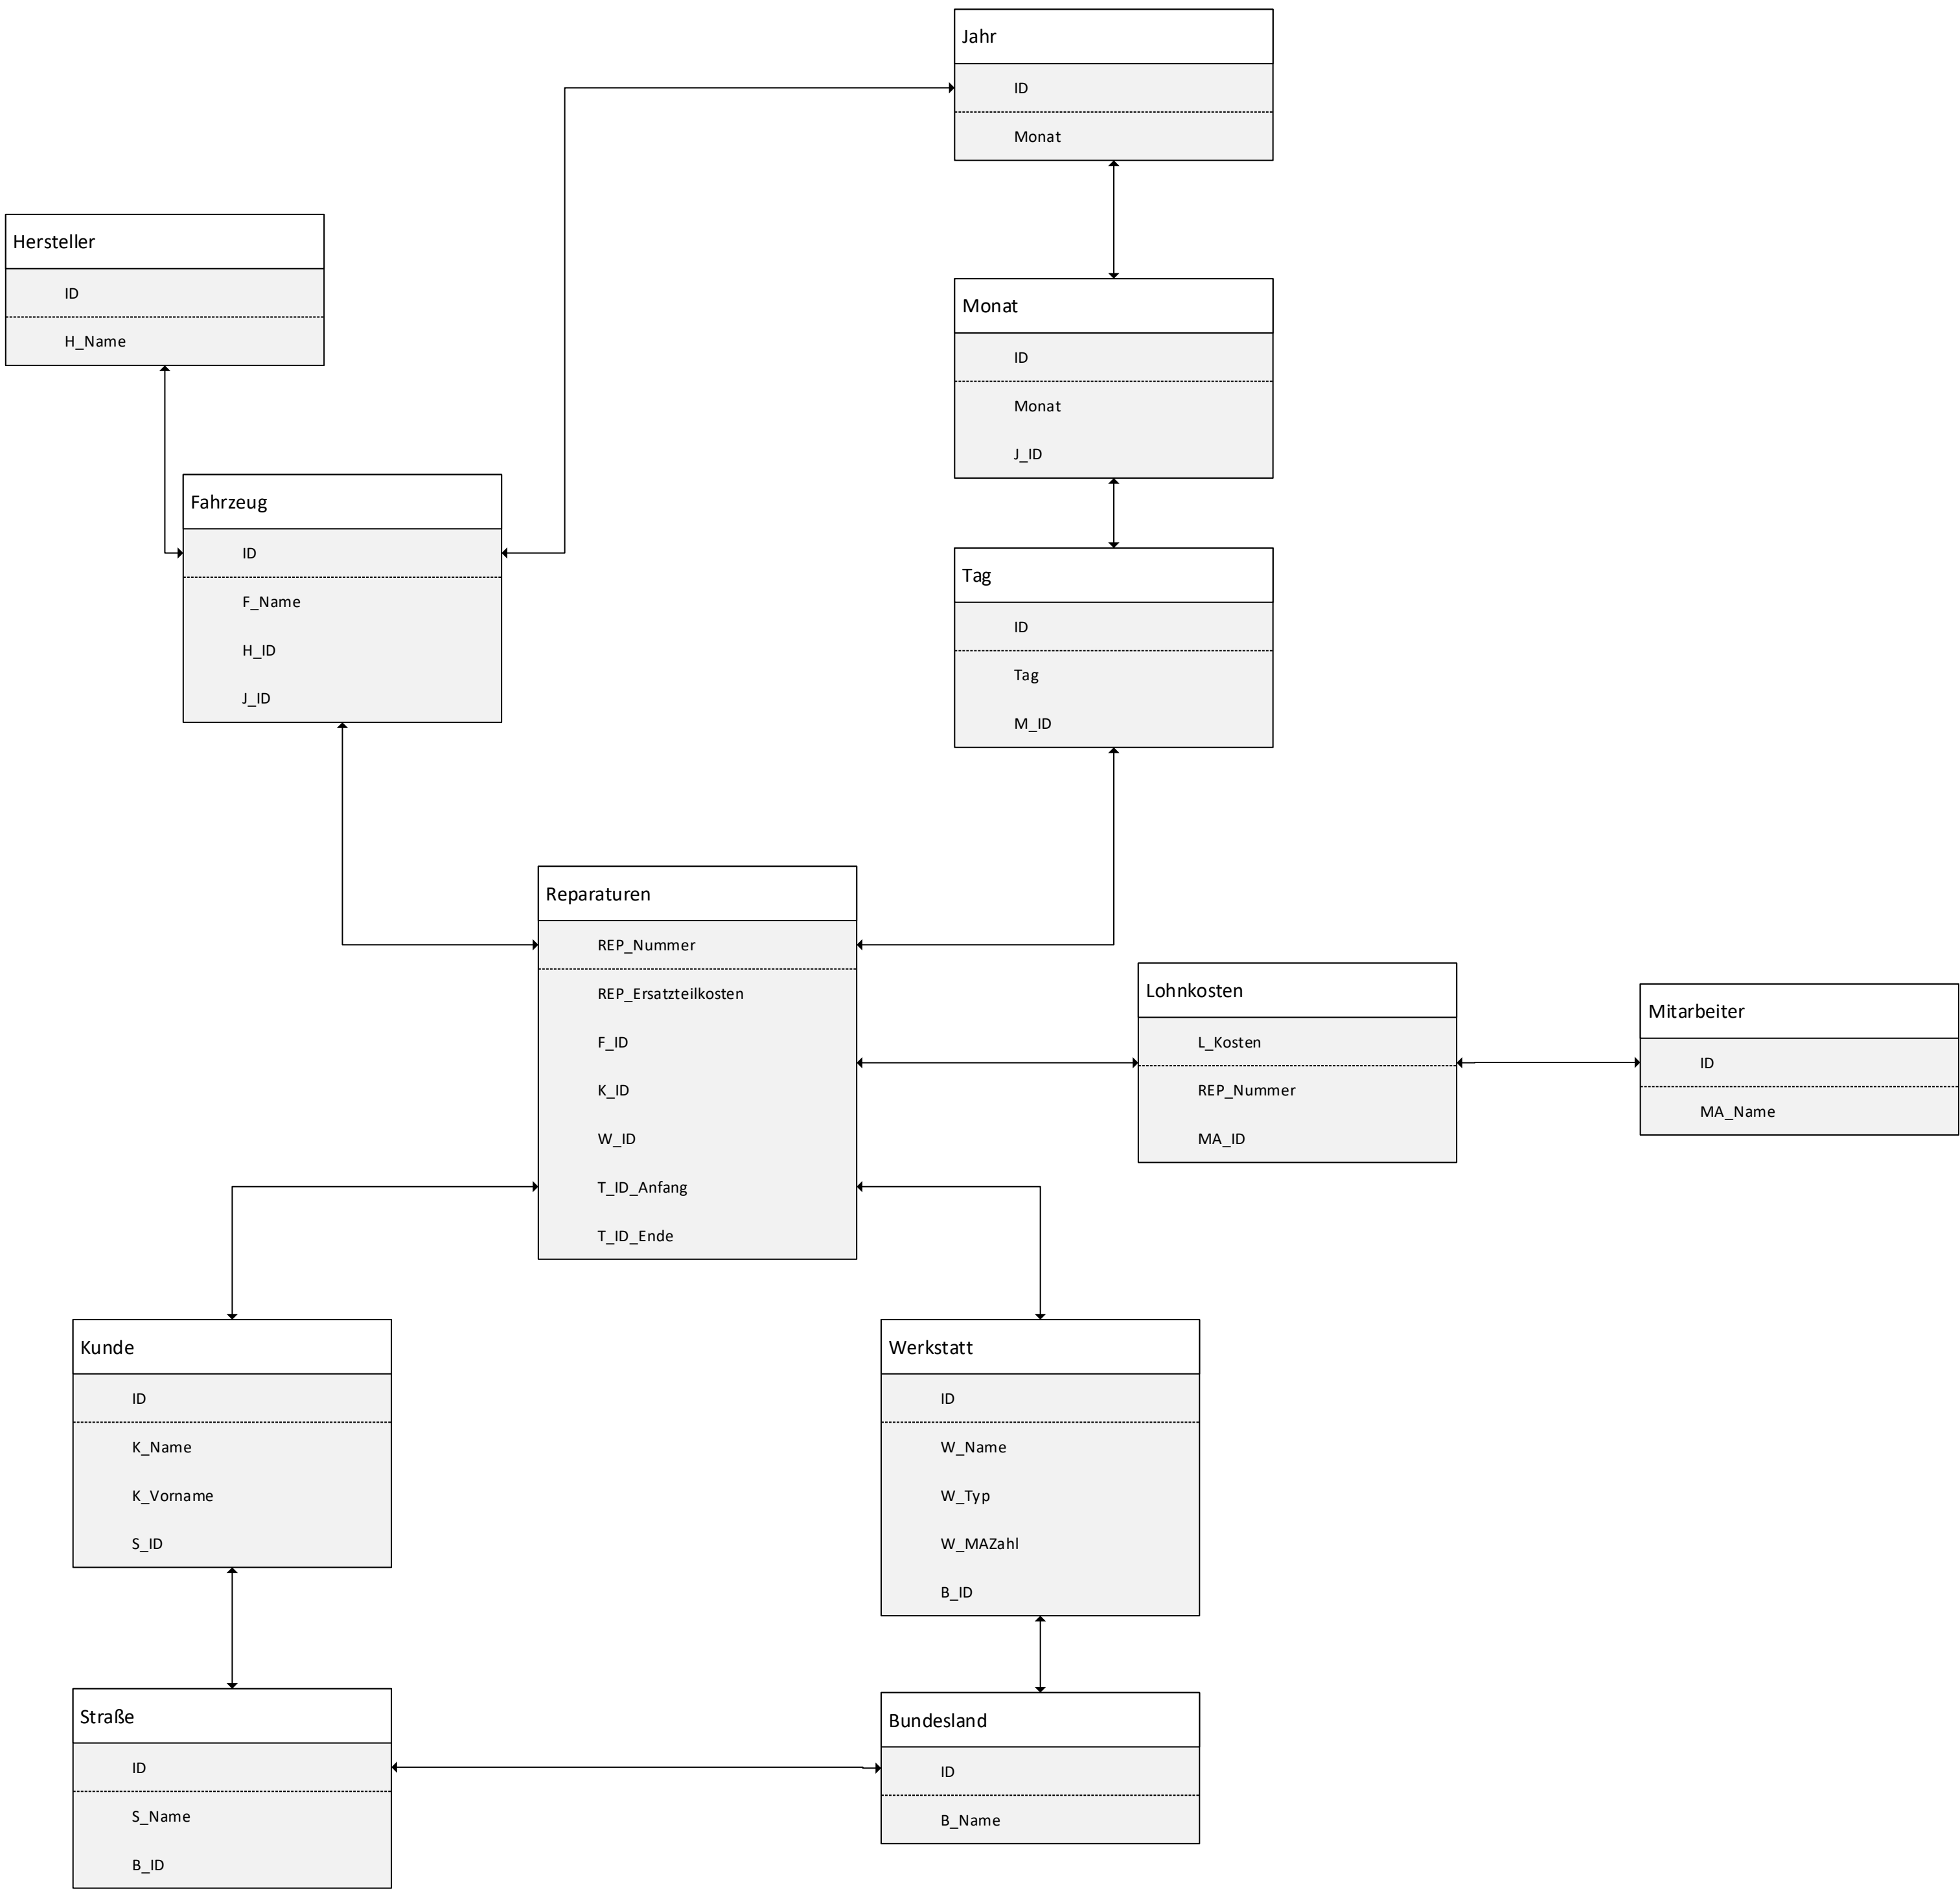 Jahr
ID
Monat
Hersteller
ID
H_Name
Monat
ID
Monat
J_ID
Fahrzeug
ID
F_Name
H_ID
J_ID
Tag
ID
Tag
M_ID
Reparaturen
REP_Nummer
REP_Ersatzteilkosten
F_ID
K_ID
W_ID
T_ID_Anfang
T_ID_Ende
Lohnkosten
L_Kosten
REP_Nummer
MA_ID
Mitarbeiter
ID
MA_Name
Kunde
ID
K_Name
K_Vorname
S_ID
Werkstatt
ID
W_Name
W_Typ
W_MAZahl
B_ID
Straße
ID
S_Name
B_ID
Bundesland
ID
B_Name